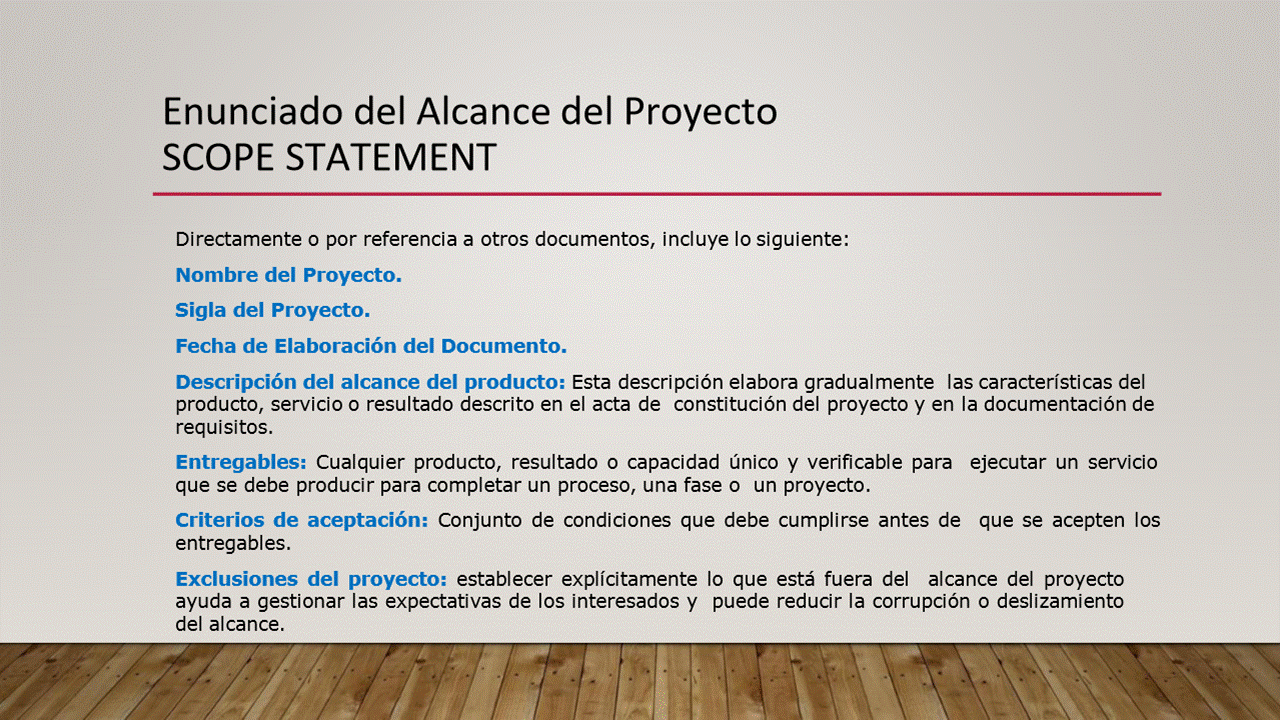 Enunciado del Alcance del Proyecto
SCOPE STATEMENT
Directamente o por referencia a otros documentos, incluye lo siguiente:
Nombre del Proyecto.
Sigla del Proyecto.
Fecha de Elaboración del Documento.
Descripción del alcance del producto: Esta descripción elabora gradualmente las características del
producto, servicio o resultado descrito en el acta de constitución del proyecto y en la documentación de
requisitos.
Entregables: Cualquier producto, resultado o capacidad único y verificable para ejecutar un servicio
que se debe producir para completar un proceso, una fase o un proyecto.
Criterios de aceptación: Conjunto de condiciones que debe cumplirse antes de que se acepten los
entregables.
Exclusiones del proyecto: establecer explícitamente lo que está fuera del alcance del proyecto
ayuda a gestionar las expectativas de los interesados y puede reducir la corrupción o deslizamiento
del alcance.